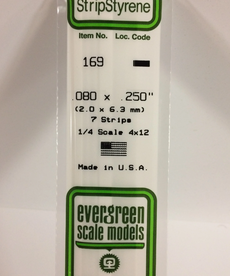 StripStyrene
Item No. Loc. Code
169
.080 x .250"
(2.0 x 6.3 mm)
7 Strips
1/4 Scale 4x12
Made in U.S.A.
evergreen
scale models